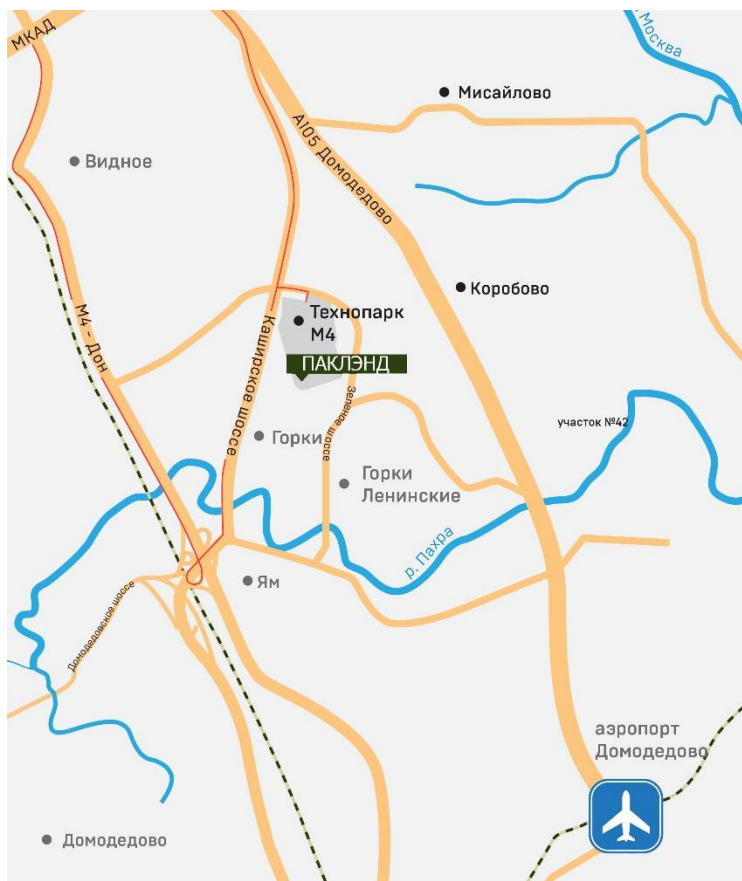 МКАД
р. Москва
Мисайлово
А105 Домодедово
Видное
Коробово
Технопарк
М4
М4 - Дон
Каширское шоссе
ПАКЛЭНД
Зеленое шоссе
участок №42
Горки
Горки
Ленинские
р. Пахра
Ям
Домодедовское шоссе
аэропорт
Домодедово
Домодедово